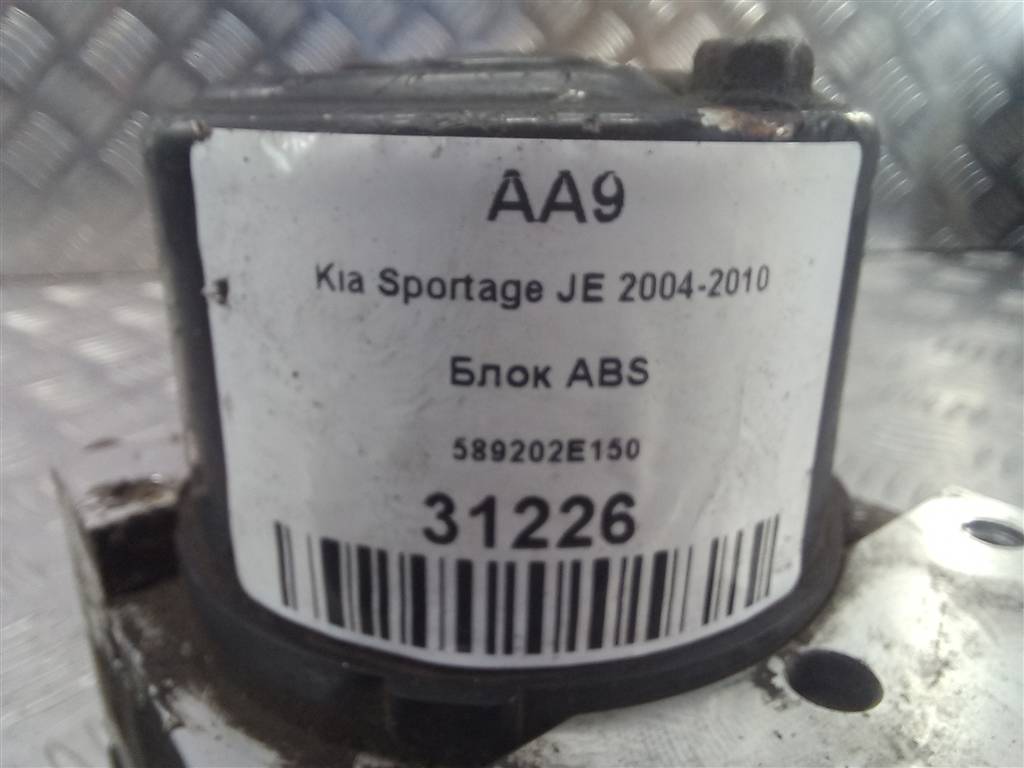 AA9
Kia Sportage JE 2004-2010
Блок ABS
589202E150
31226